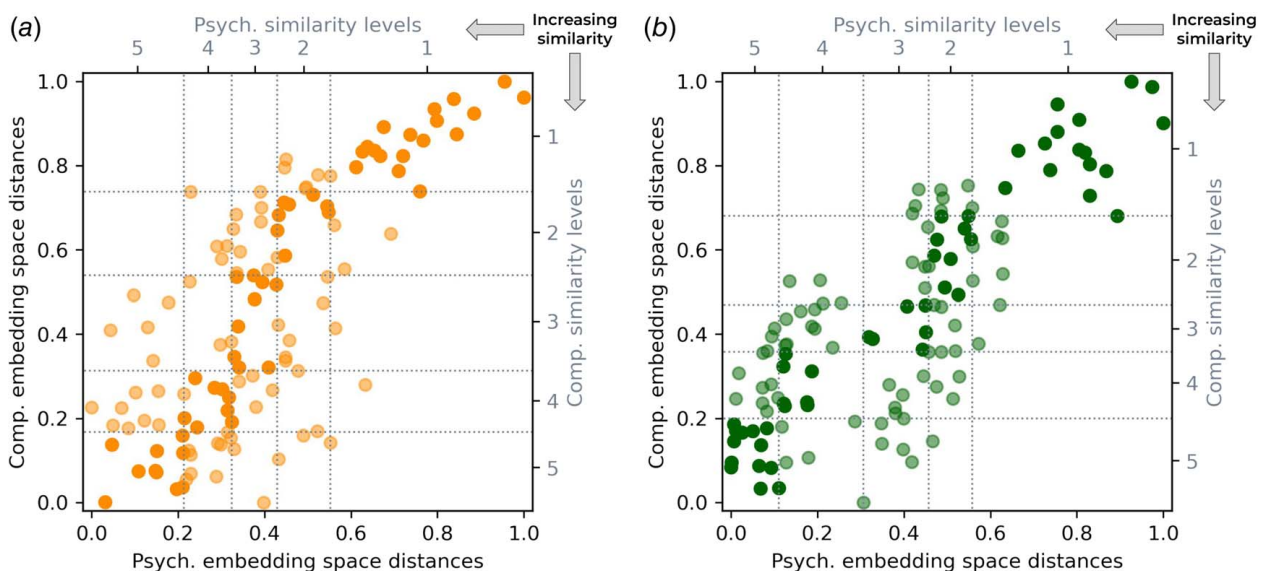 (a)
Psych. similarity levels
Increasing
similarity
5 4 3 2 1
1.0
0.8
0.6
0.4
0.2
0.0
Comp. embedding space distances
1
2
3
4
5
Comp. similarity levels
0.0 0.2 0.4 0.6 0.8 1.0
Psych. embedding space distances
(b)
Psych. similarity levels
Increasing
similarity
5 4 3 2 1
1.0
0.8
0.6
0.4
0.2
0.0
Comp. embedding space distances
1
2
3
4
5
Comp. similarity levels
0.0 0.2 0.4 0.6 0.8 1.0
Psych. embedding space distances